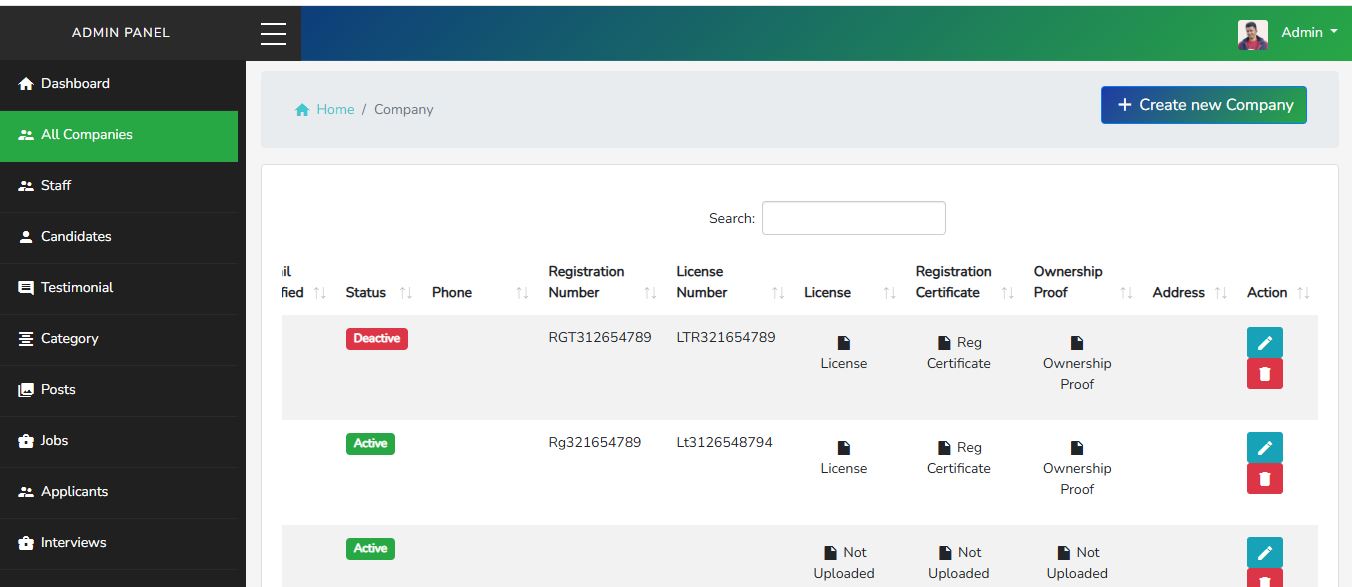 ADMIN PANEL
Admin
Dashboard
All Companies
Staff
Candidates
Testimonial
Category
Posts
Jobs
Applicants
Interviews
Home / Company
+ Create new Company
Search:
il
fied
Status
Phone
Registration
Number
License
Number
License
Registration
Certificate
Ownership
Proof
Address
Action
Deactive
RGT312654789
LTR321654789
License
Reg
Certificate
Ownership
Proof
Active
Rg321654789
Lt3126548794
License
Reg
Certificate
Ownership
Proof
Active
Not
Uploaded
Not
Uploaded
Not
Uploaded